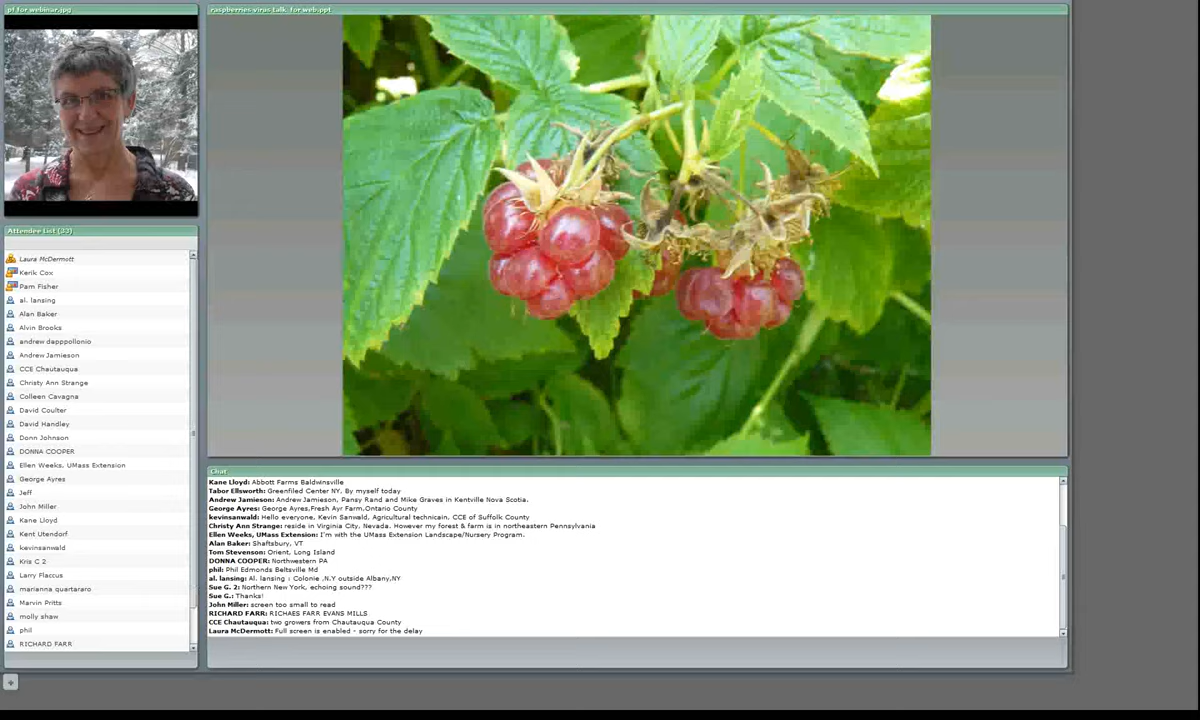 pf for webinar.jpg
raspberries virus talk_for web.ppt
Attendee List (33)
Laura McDermott
Kerik Cox
Pam Fisher
al. lansing
Alan Baker
Alvin Brooks
andrew dapppollonio
Andrew Jamieson
CCE Chautauqua
Christy Ann Strange
Colleen Cavagna
David Coulter
David Handley
Donn Johnson
DONNA COOPER
Ellen Weeks, UMass Extension
George Ayres
Jeff
John Miller
Kane Lloyd
Kent Utendorf
kevinsanwald
Kris C 2
Larry Flaccus
marianna quartararo
Marvin Pritts
molly shaw
phil
RICHARD FARR
Chat
Kane Lloyd: Abbott Farms Baldwinsville
Tabor Ellsworth: Greenfiled Center NY, By myself today
Andrew Jamieson: Andrew Jamieson, Pansy Rand and Mike Graves in Kentville Nova Scotia.
George Ayres: George Ayres,Fresh Ayr Farm,Ontario County
kevinsanwald: Hello everyone, Kevin Sanwald, Agricultural technicain, CCE of Suffolk County
Christy Ann Strange: reside in Virginia City, Nevada. However my forest & farm is in northeastern Pennsylvania
Ellen Weeks, UMass Extension: I'm with the UMass Extension Landscape/Nursery Program.
Alan Baker: Shaftsbury, VT
Tom Stevenson: Orient, Long Island
DONNA COOPER: Northwestern PA
phil: Phil Edmonds Beltsville Md
al. lansing: Al. lansing : Colonie ,N.Y outside Albany,NY
Sue G. 2: Northern New York, echoing sound???
Sue G.: Thanks!
John Miller: screen too small to read
RICHARD FARR: RICHAES FARR EVANS MILLS
CCE Chautauqua: two growers from Chautauqua County
Laura McDermott: Full screen is enabled - sorry for the delay